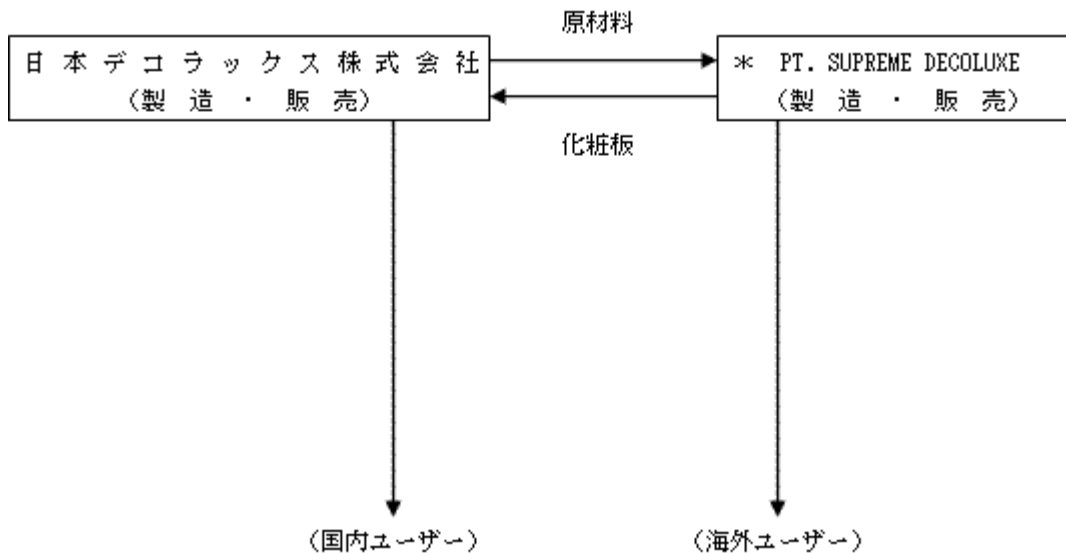 原材料
日本デコラックス株式会社
(製造・販売)
* PT. SUPREME DECOLUXE
(製造・販売)
化粧板
(国内ユーザー)
(海外ユーザー)